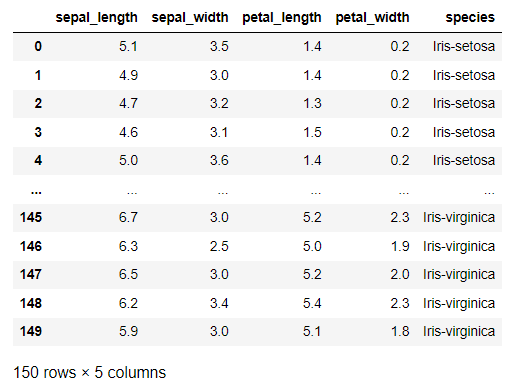 sepal_length sepal_width petal_length petal_width species
0 5.1 3.5 1.4 0.2 Iris-setosa
1 4.9 3.0 1.4 0.2 Iris-setosa
2 4.7 3.2 1.3 0.2 Iris-setosa
3 4.6 3.1 1.5 0.2 Iris-setosa
4 5.0 3.6 1.4 0.2 Iris-setosa
... ... ... ... ... ...
145 6.7 3.0 5.2 2.3 Iris-virginica
146 6.3 2.5 5.0 1.9 Iris-virginica
147 6.5 3.0 5.2 2.0 Iris-virginica
148 6.2 3.4 5.4 2.3 Iris-virginica
149 5.9 3.0 5.1 1.8 Iris-virginica
150 rows × 5 columns